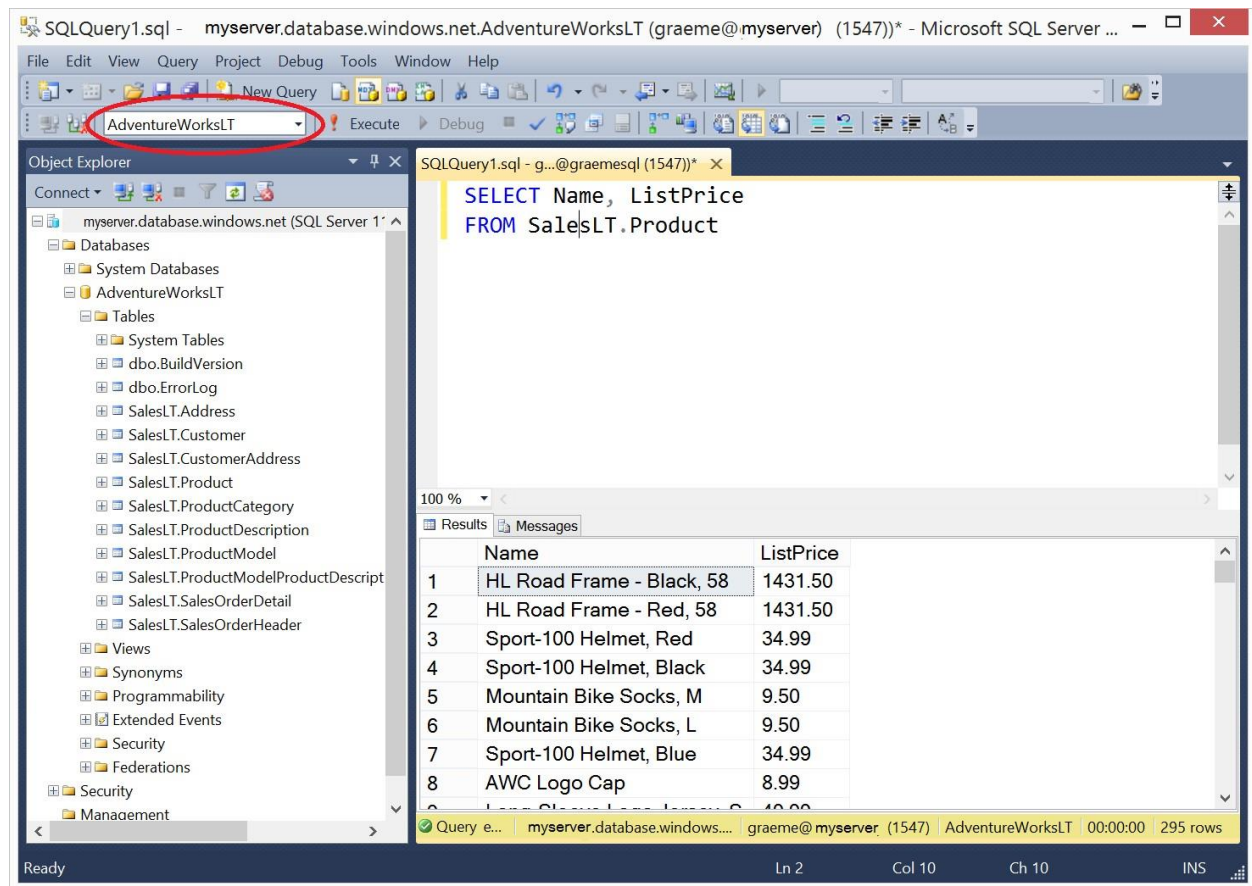 SQLQuery1.sql - myserver.database.windows.net.AdventureWorksLT (graeme@myserver) (1547))* - Microsoft SQL Server ...
File Edit View Query Project Debug Tools Window Help
New Query
AdventureWorksLT Execute Debug
Object Explorer
Connect
myserver.database.windows.net (SQL Server 1
Databases
System Databases
AdventureWorksLT
Tables
System Tables
dbo.BuildVersion
dbo.ErrorLog
SalesLT.Address
SalesLT.Customer
SalesLT.CustomerAddress
SalesLT.Product
SalesLT.ProductCategory
SalesLT.ProductDescription
SalesLT.ProductModel
SalesLT.ProductModelProductDescript
SalesLT.SalesOrderDetail
SalesLT.SalesOrderHeader
Views
Synonyms
Programmability
Extended Events
Security
Federations
Security
Management
SQLQuery1.sql - g...@graemesql (1547))*
SELECT Name, ListPrice
FROM SalesLT.Product
100 %
Results Messages
Name ListPrice
1 HL Road Frame - Black, 58 1431.50
2 HL Road Frame - Red, 58 1431.50
3 Sport-100 Helmet, Red 34.99
4 Sport-100 Helmet, Black 34.99
5 Mountain Bike Socks, M 9.50
6 Mountain Bike Socks, L 9.50
7 Sport-100 Helmet, Blue 34.99
8 AWC Logo Cap 8.99
Query e... myserver.database.windows.... graeme@myserver (1547) AdventureWorksLT 00:00:00 295 rows
Ready Ln 2 Col 10 Ch 10 INS